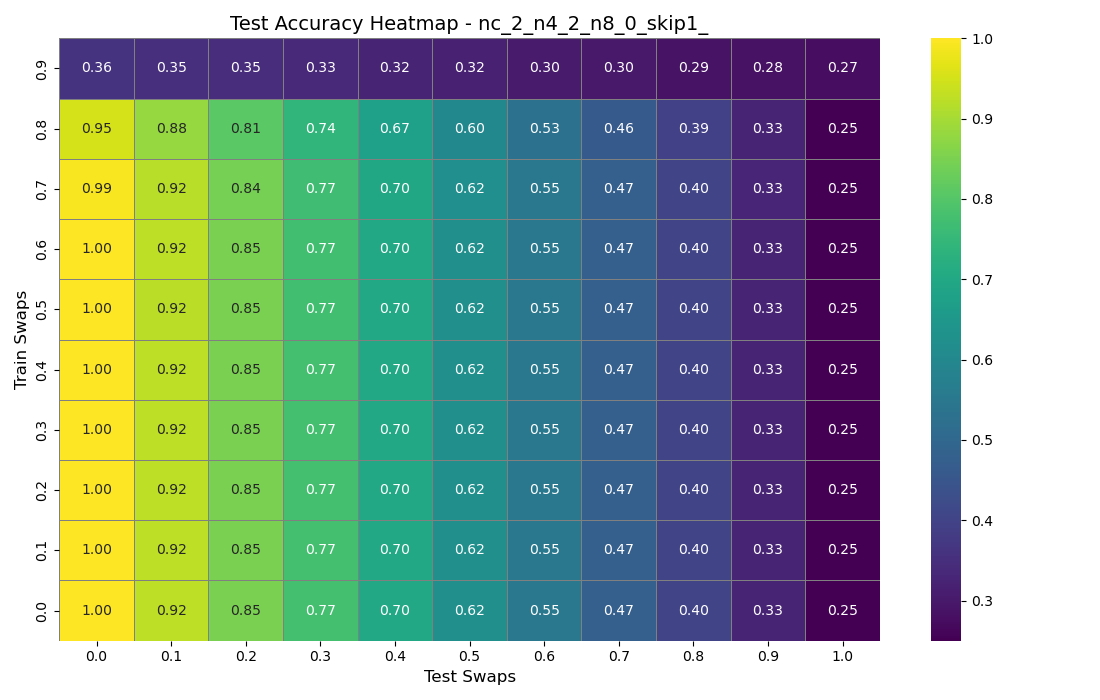 Test Accuracy Heatmap - nc_2_n4_2_n8_0_skip1_
0.9 0.36 0.35 0.35 0.33 0.32 0.32 0.30 0.30 0.29 0.28 0.27
0.8 0.95 0.88 0.81 0.74 0.67 0.60 0.53 0.46 0.39 0.33 0.25
0.7 0.99 0.92 0.84 0.77 0.70 0.62 0.55 0.47 0.40 0.33 0.25
0.6 1.00 0.92 0.85 0.77 0.70 0.62 0.55 0.47 0.40 0.33 0.25
0.5 1.00 0.92 0.85 0.77 0.70 0.62 0.55 0.47 0.40 0.33 0.25
0.4 1.00 0.92 0.85 0.77 0.70 0.62 0.55 0.47 0.40 0.33 0.25
0.3 1.00 0.92 0.85 0.77 0.70 0.62 0.55 0.47 0.40 0.33 0.25
0.2 1.00 0.92 0.85 0.77 0.70 0.62 0.55 0.47 0.40 0.33 0.25
0.1 1.00 0.92 0.85 0.77 0.70 0.62 0.55 0.47 0.40 0.33 0.25
0.0 1.00 0.92 0.85 0.77 0.70 0.62 0.55 0.47 0.40 0.33 0.25
0.0 0.1 0.2 0.3 0.4 0.5 0.6 0.7 0.8 0.9 1.0
Test Swaps
Train Swaps
1.0
0.9
0.8
0.7
0.6
0.5
0.4
0.3